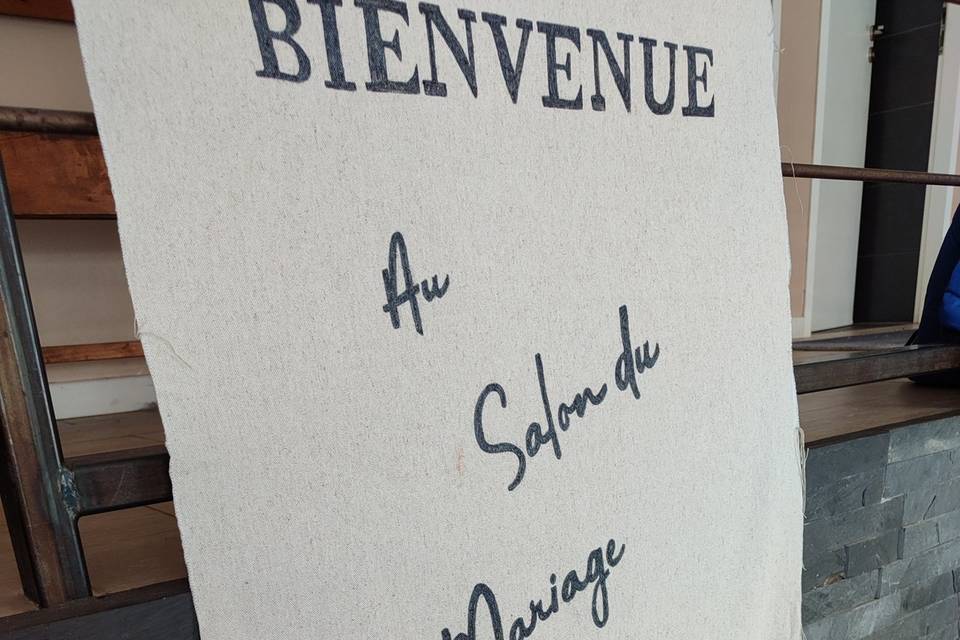 BIENVENUE
Au
Salon du
Mariage